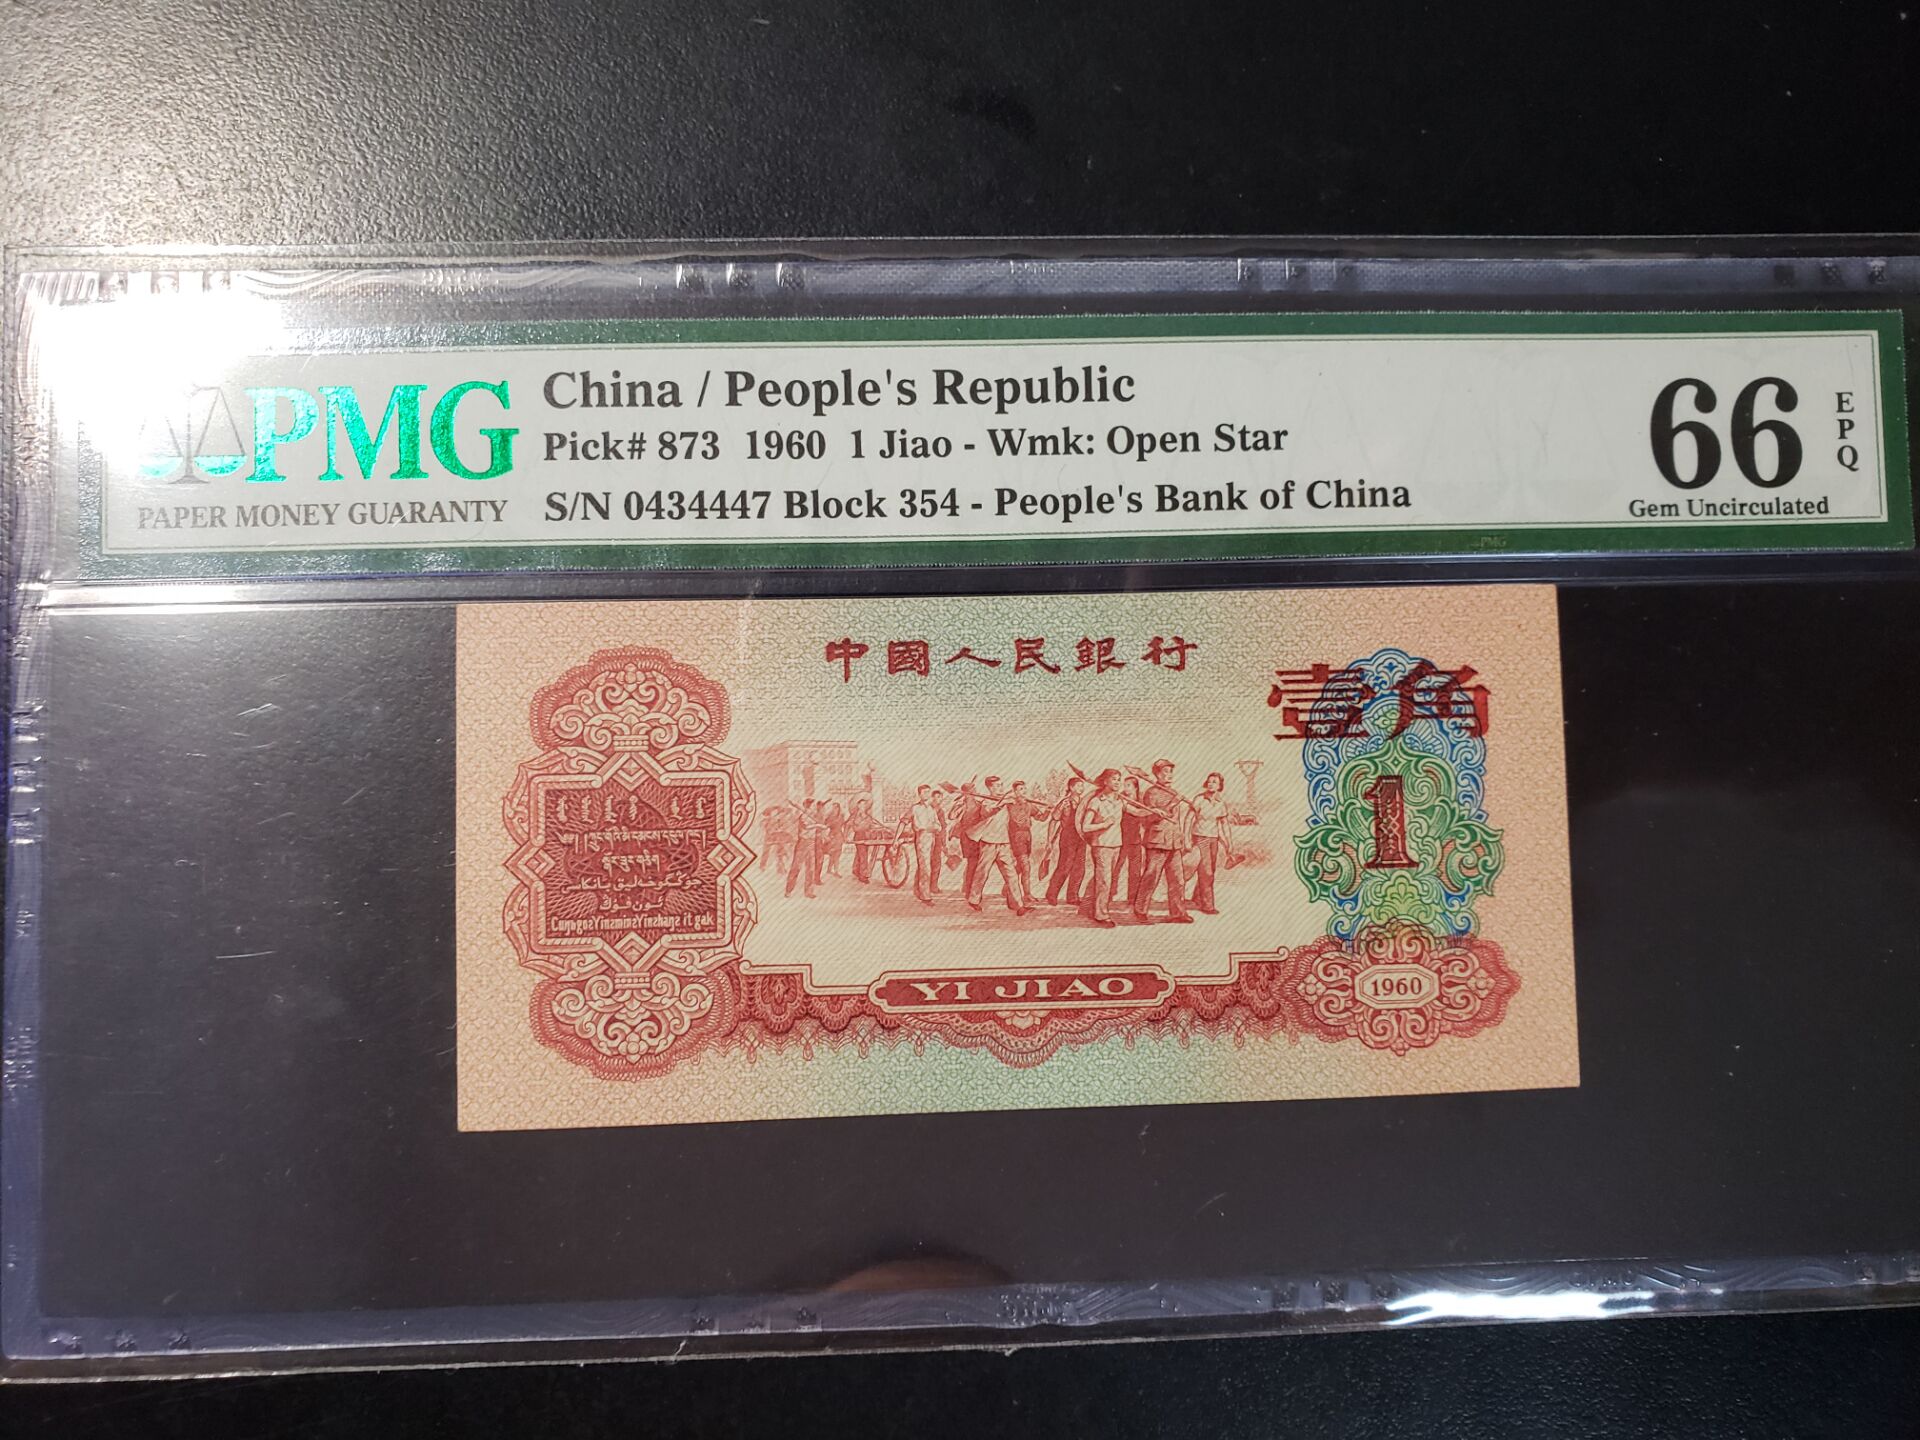 PMG
PAPER MONEY GUARANTY
China / People's Republic
Pick# 873 1960 1 Jiao - Wmk: Open Star
S/N 0434447 Block 354 - People's Bank of China
66
EPQ
Gem Uncirculated
中國人民銀行
壹角
1
YI JIAO
1960